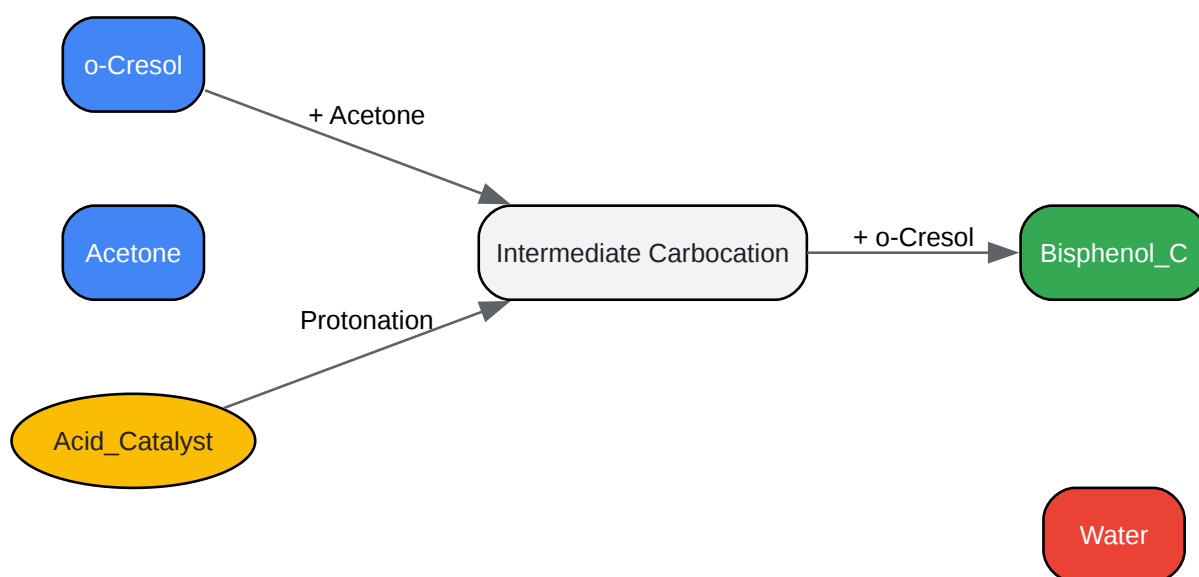 o-Cresol
+ Acetone
Acetone
Intermediate Carbocation
+ o-Cresol
Bisphenol_C
Protonation
Acid_Catalyst
Water